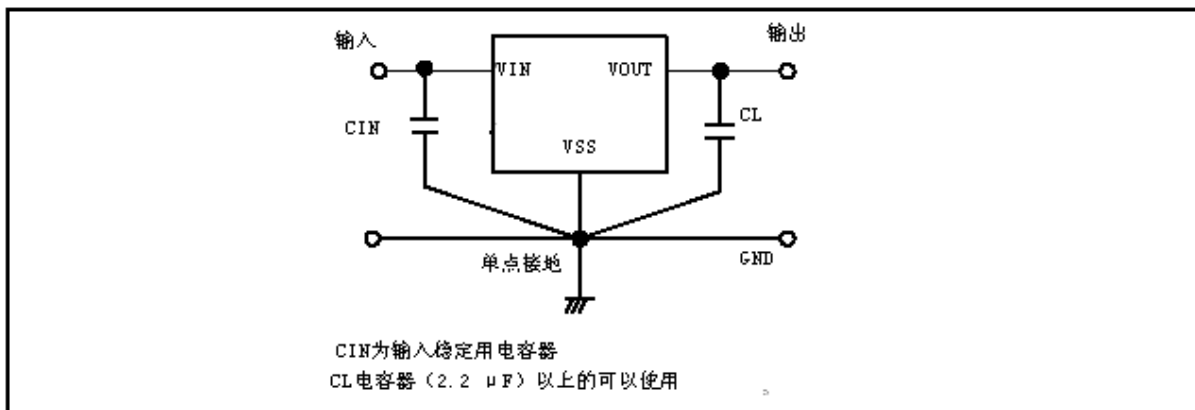 输入
输出
VIN
VOUT
CIN
CL
VSS
单点接地
GND
CIN为输入稳定用电容器
CL电容器（2.2 μF）以上的可以使用